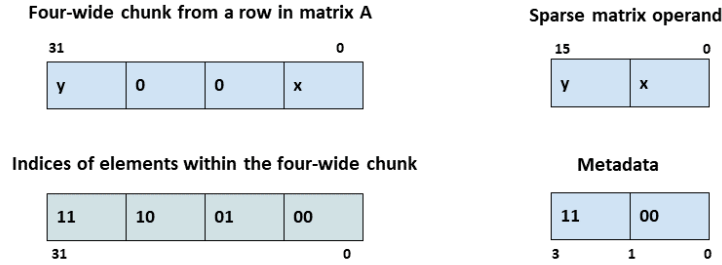 Four-wide chunk from a row in matrix A
31 0
y 0 0 x
Indices of elements within the four-wide chunk
11 10 01 00
31 0
Sparse matrix operand
15 0
y x
Metadata
11 00
3 1 0